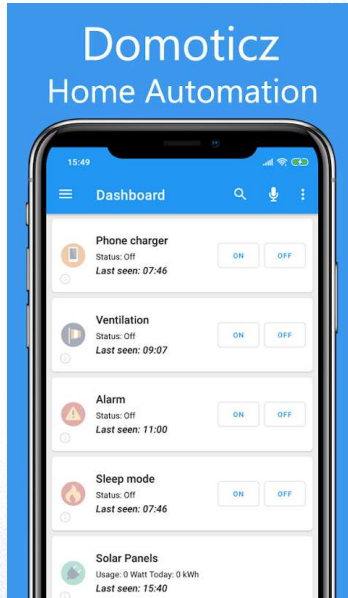 Domoticz
Home Automation
15:49
Dashboard
Phone charger
Status: Off
Last seen: 07:46
ON
OFF
Ventilation
Status: Off
Last seen: 09:07
ON
OFF
Alarm
Status: Off
Last seen: 11:00
ON
OFF
Sleep mode
Status: Off
Last seen: 07:46
ON
OFF
Solar Panels
Usage: 0 Watt Today: 0 kWh
Last seen: 15:40